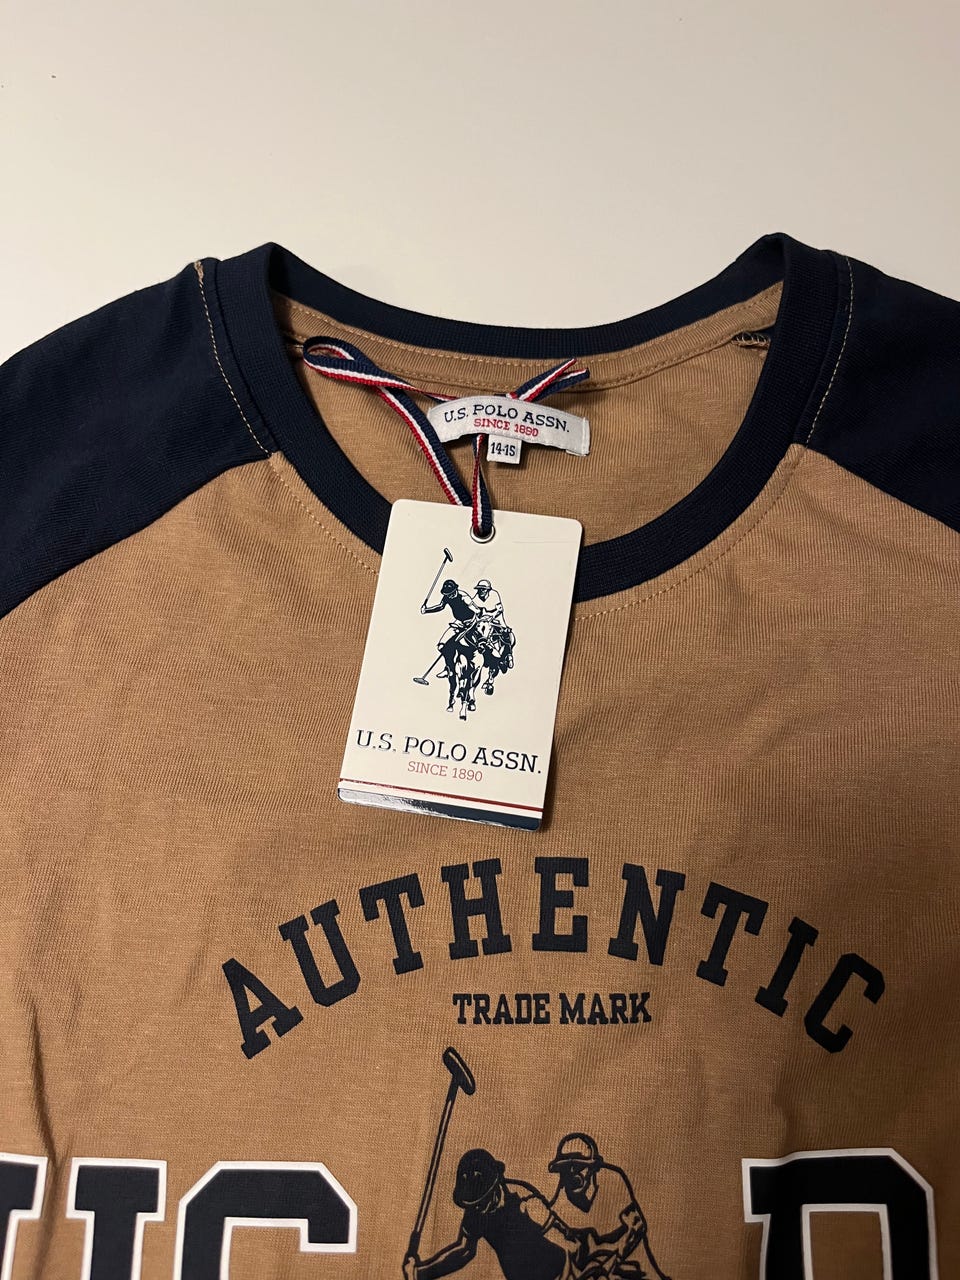 U.S. POLO ASSN.
SINCE 1890
14-15
U.S. POLO ASSN.
SINCE 1890
AUTHENTIC
TRADE MARK